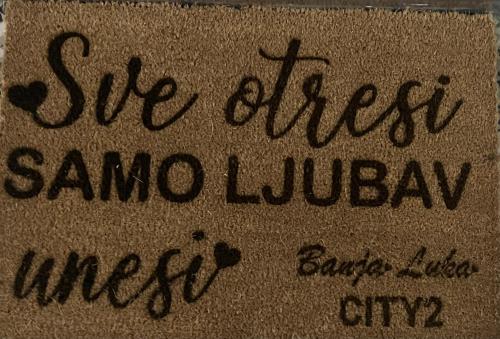 Sve otresi
SAMO LJUBAV
unesi
Banja Luka
CITY2